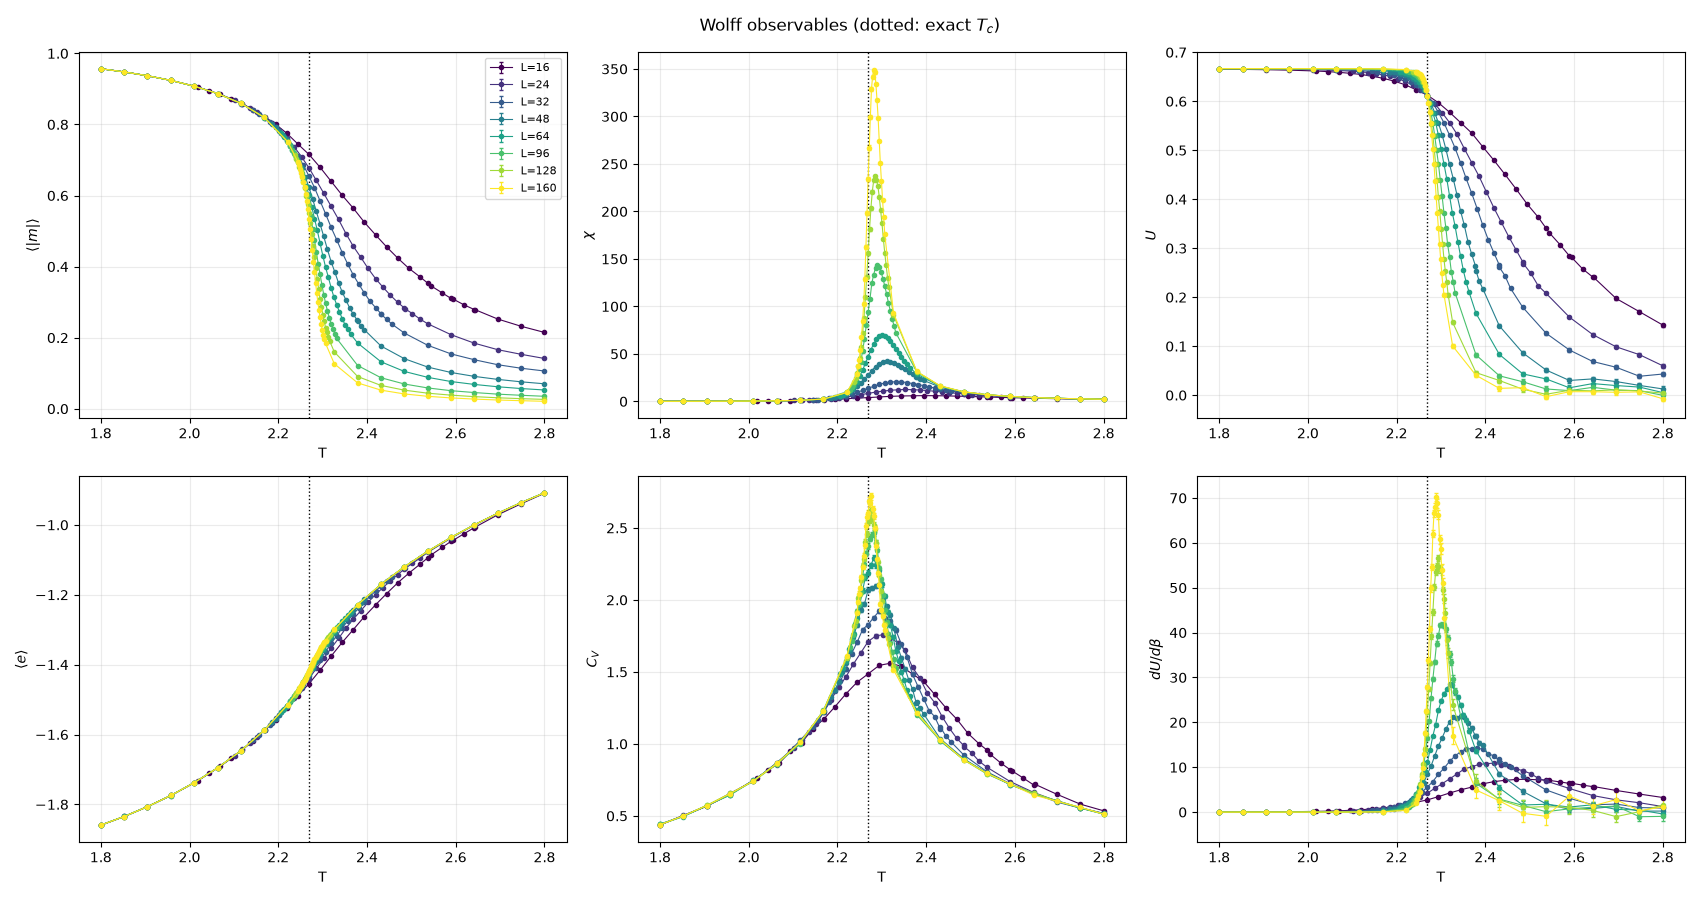 Wolff observables (dotted: exact $T_c$)
1.0
0.8
0.6
0.4
0.2
0.0
⟨|m|⟩
1.8 2.0 2.2 2.4 2.6 2.8
T
L=16
L=24
L=32
L=48
L=64
L=96
L=128
L=160
350
300
250
200
150
100
50
0
χ
1.8 2.0 2.2 2.4 2.6 2.8
T
0.7
0.6
0.5
0.4
0.3
0.2
0.1
0.0
U
1.8 2.0 2.2 2.4 2.6 2.8
T
−1.0
−1.2
−1.4
−1.6
−1.8
⟨e⟩
1.8 2.0 2.2 2.4 2.6 2.8
T
2.5
2.0
1.5
1.0
0.5
$C_V$
1.8 2.0 2.2 2.4 2.6 2.8
T
70
60
50
40
30
20
10
0
dU/dβ
1.8 2.0 2.2 2.4 2.6 2.8
T